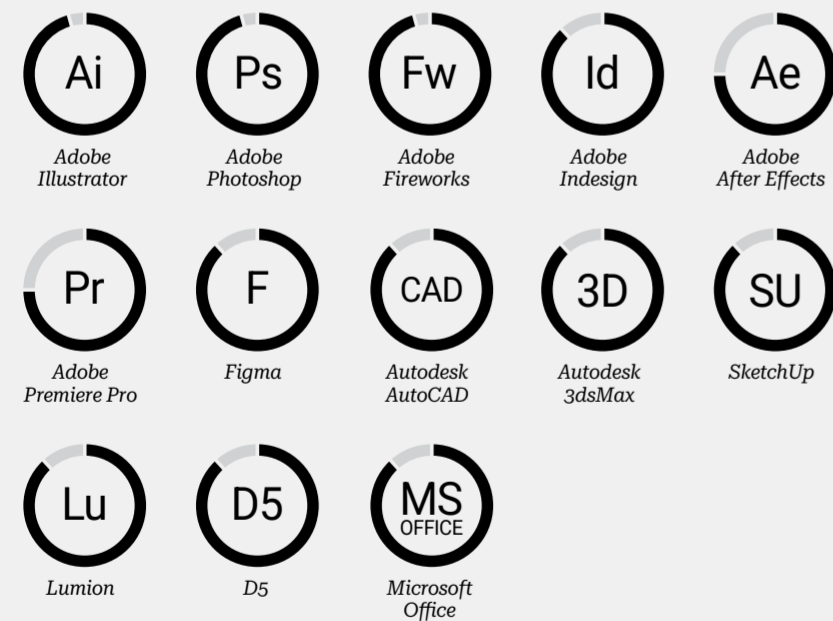 Ai
Adobe
Illustrator
Ps
Adobe
Photoshop
Fw
Adobe
Fireworks
Id
Adobe
Indesign
Ae
Adobe
After Effects
Pr
Adobe
Premiere Pro
F
Figma
CAD
Autodesk
AutoCAD
3D
Autodesk
3dsMax
SU
SketchUp
Lu
Lumion
D5
D5
MS
OFFICE
Microsoft
Office